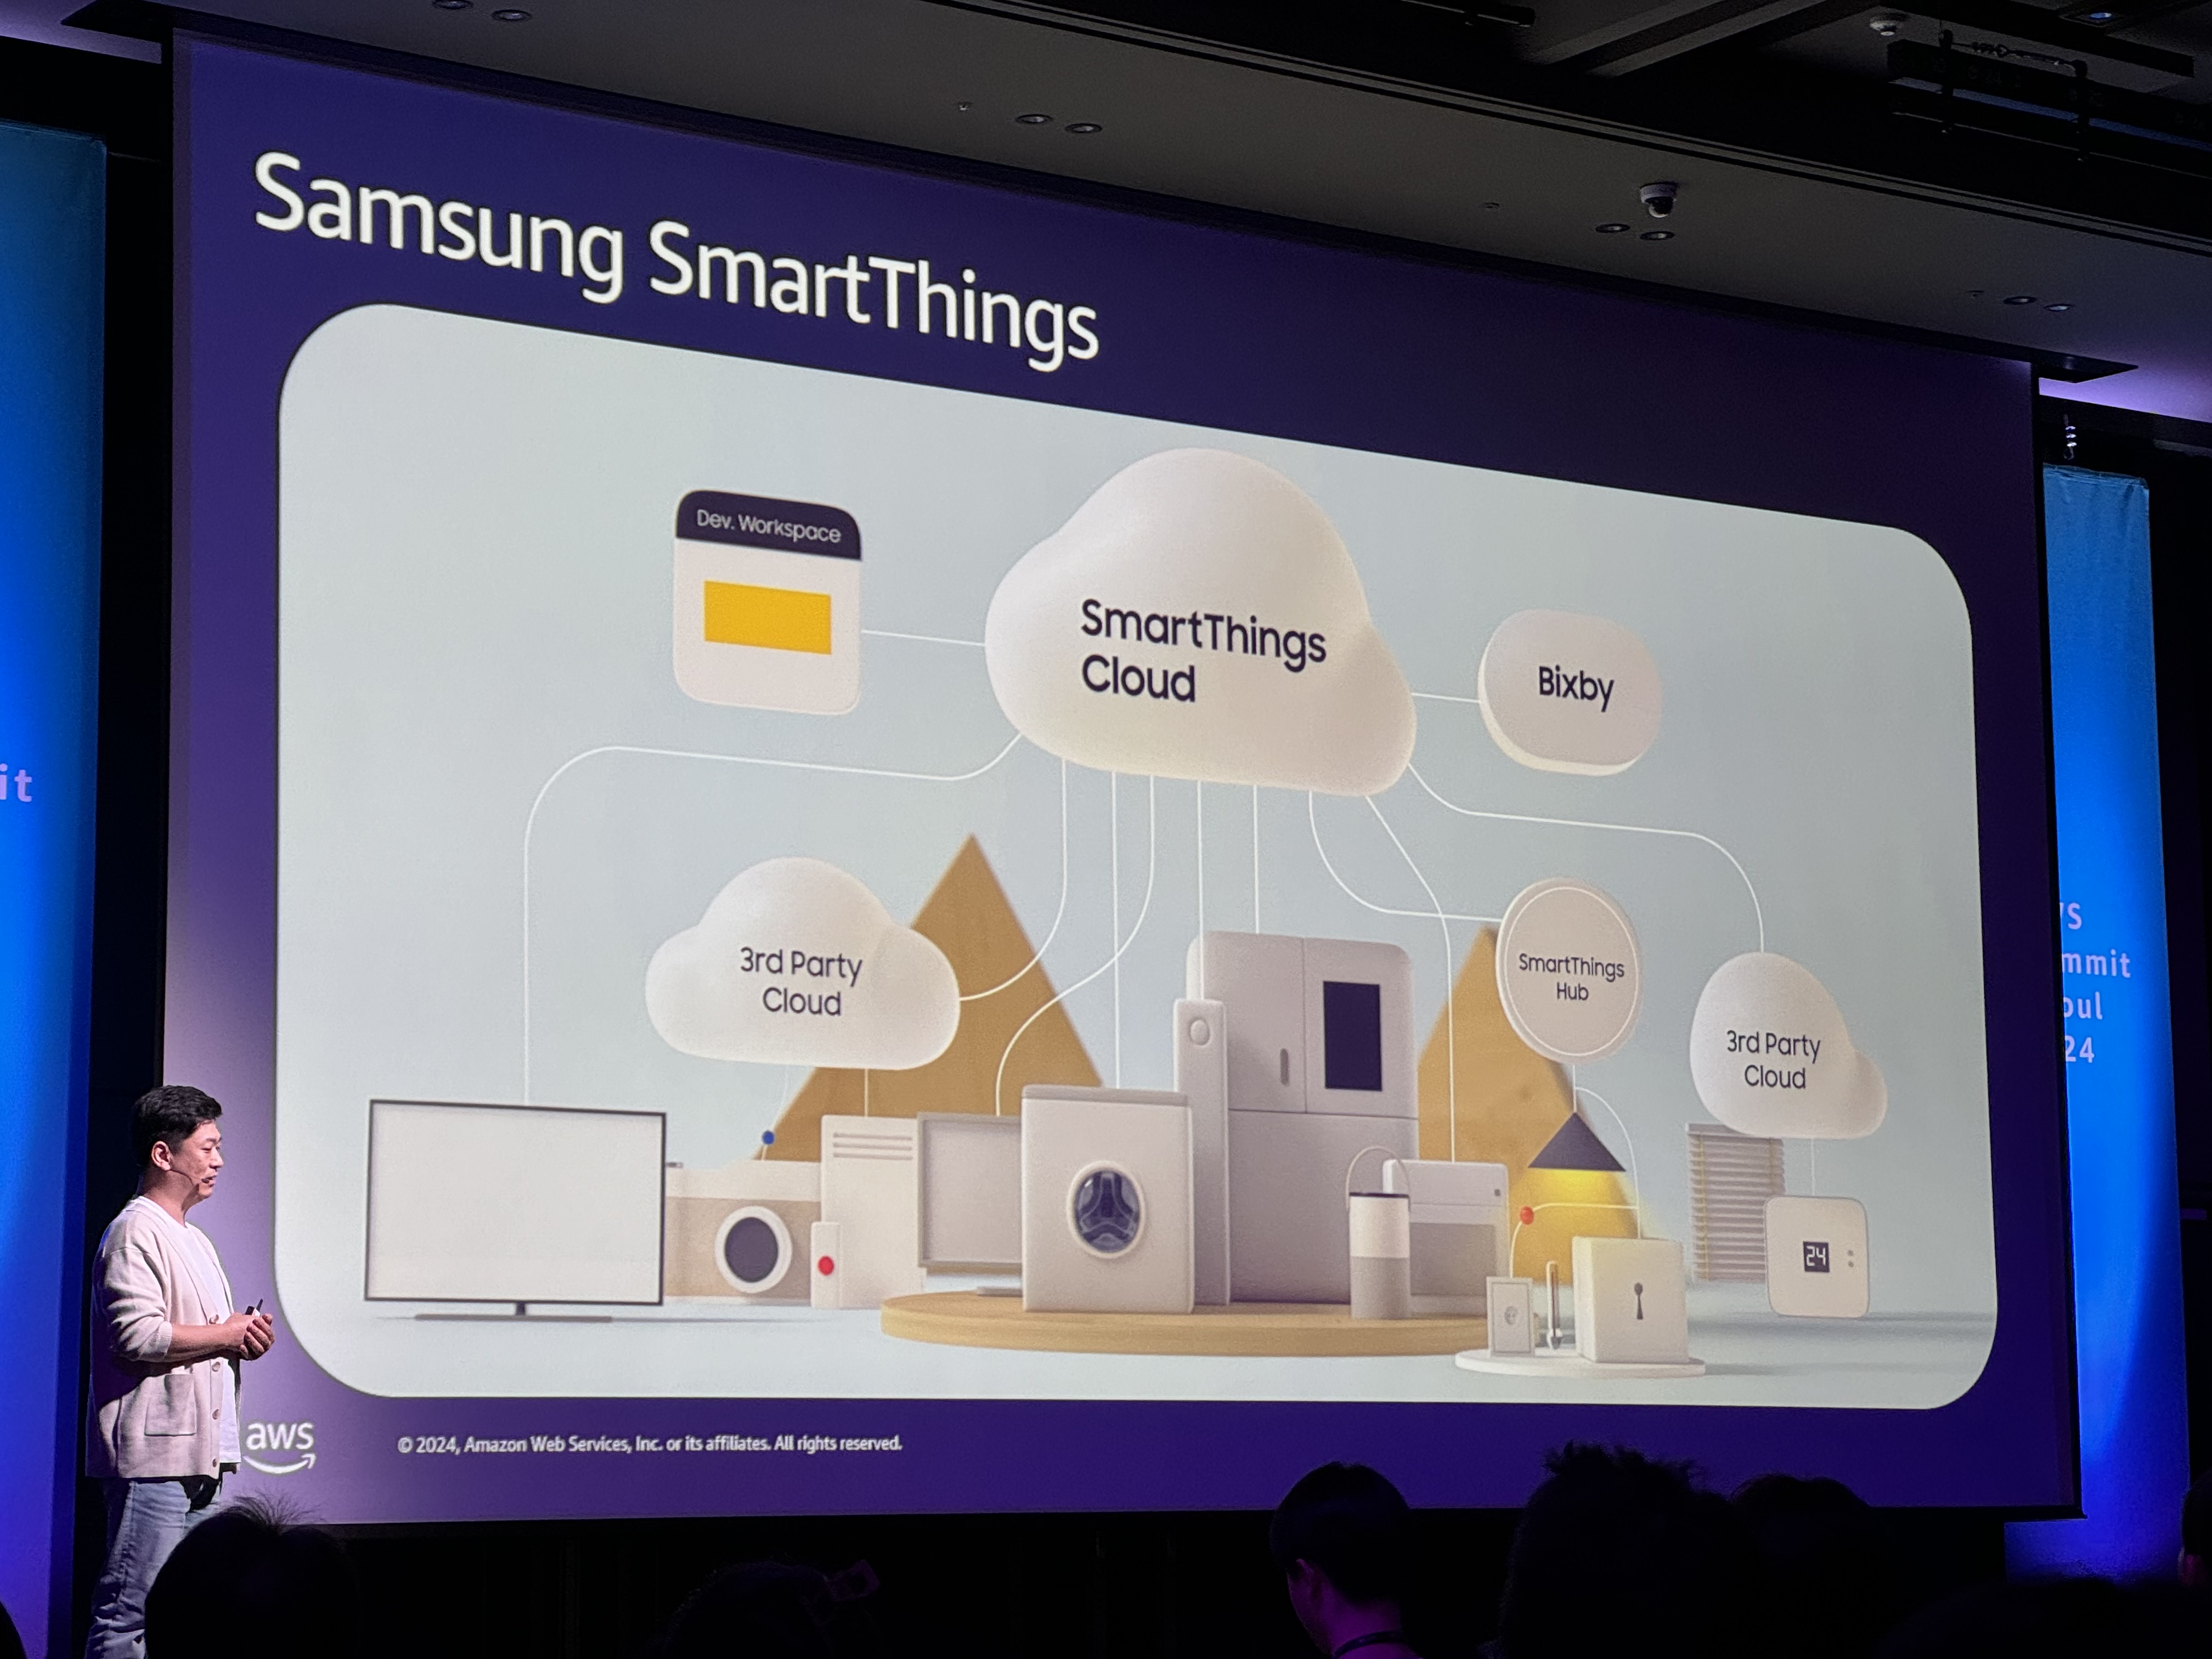 Samsung SmartThings
Dev. Workspace
SmartThings
Cloud
Bixby
3rd Party
Cloud
SmartThings
Hub
3rd Party
Cloud
24
aws
© 2024, Amazon Web Services, Inc. or its affiliates. All rights reserved.
it
S
mmit
oul
24